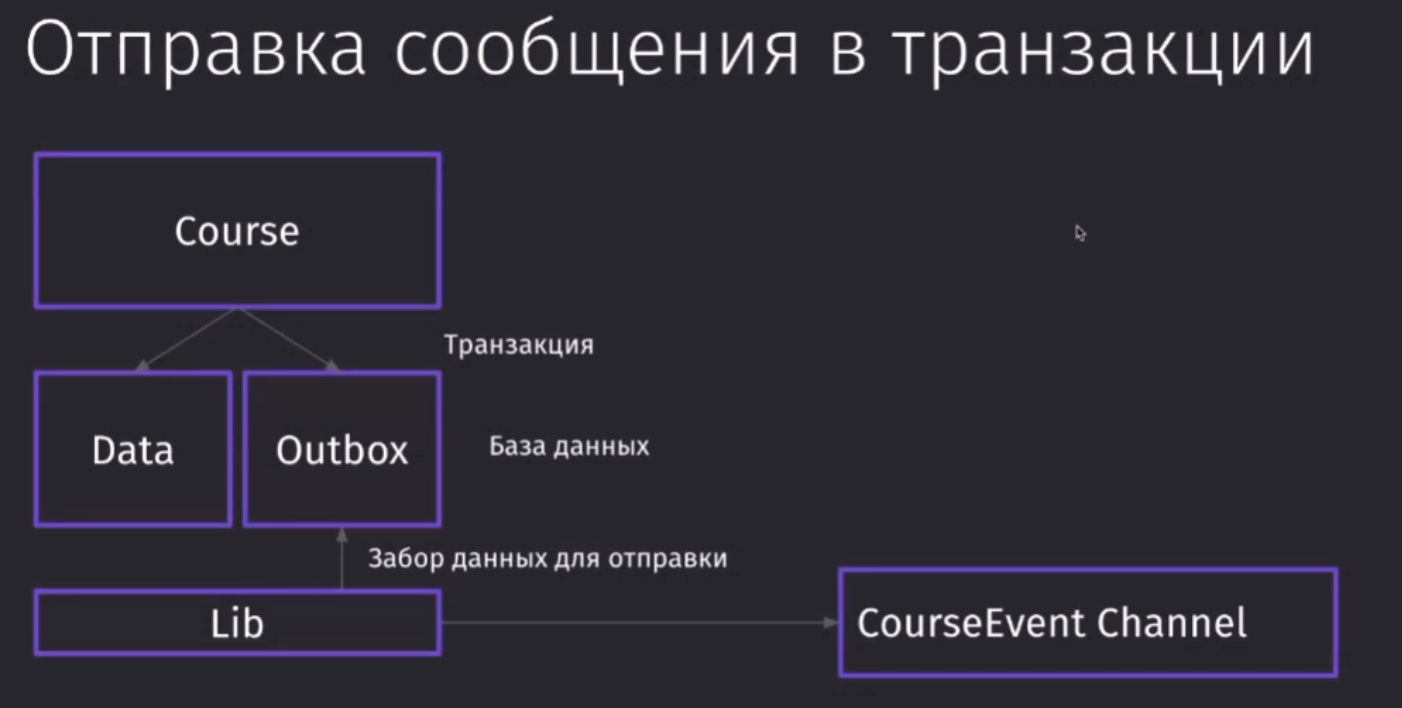 Отправка сообщения в транзакции
Course
Транзакция
Data
Outbox
База данных
Забор данных для отправки
Lib
CourseEvent Channel